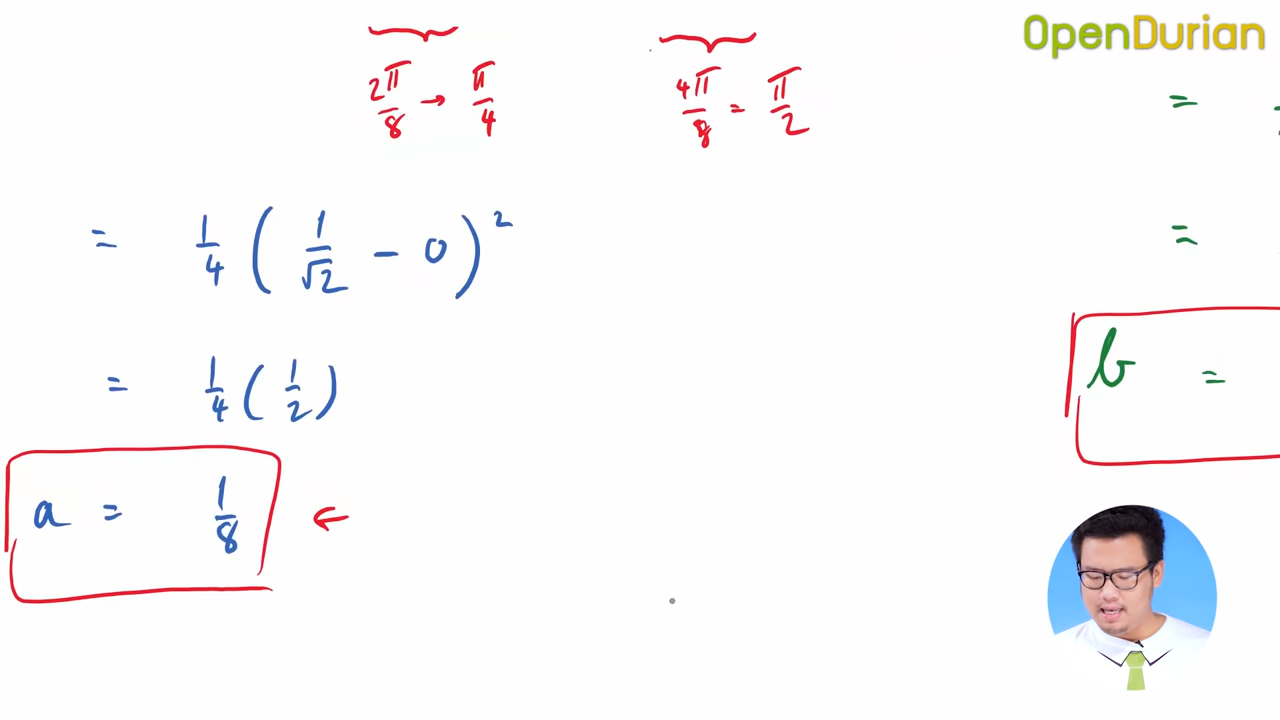 OpenDurian
2π/8 → π/4
4π/8 = π/2
=
= 1/4 ( 1/√2 - 0 )²
=
= 1/4 ( 1/2 )
b =
a = 1/8 ←